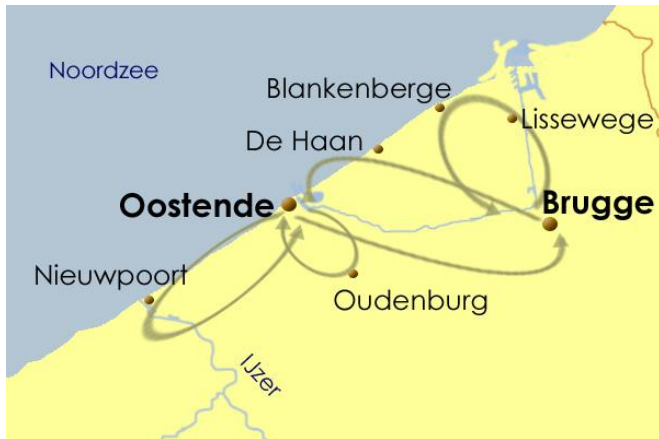 Noordzee
Blankenberge
Lissewege
De Haan
Oostende
Brugge
Nieuwpoort
Oudenburg
IJzer